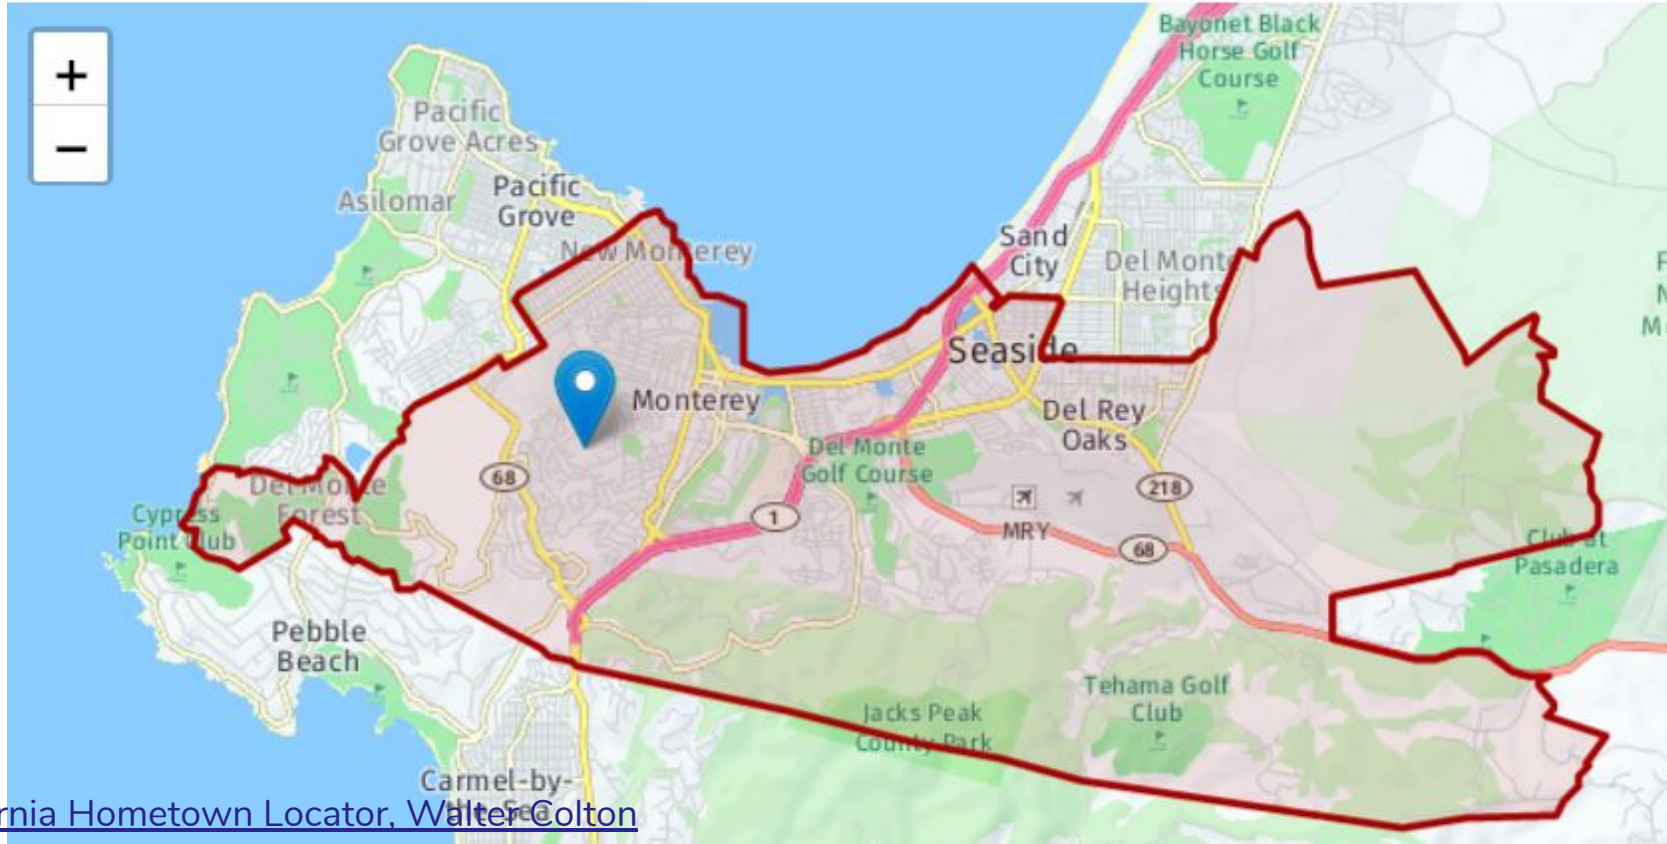 +
−
Bayonet Black
Horse Golf
Course
Pacific
Grove Acres
Pacific
Grove
Asilomar
New Monterey
Sand
City
Del Monte
Heights
Seaside
Monterey
Del Rey
Oaks
Del Monte
Golf Course
68
218
Del Monte
Forest
Cypress
Point Club
1
MRY
68
Club at
Pasadera
Pebble
Beach
Tehama Golf
Club
Jacks Peak
County Park
Carmel-by-
the-Sea
rnia Hometown Locator, Walter Colton